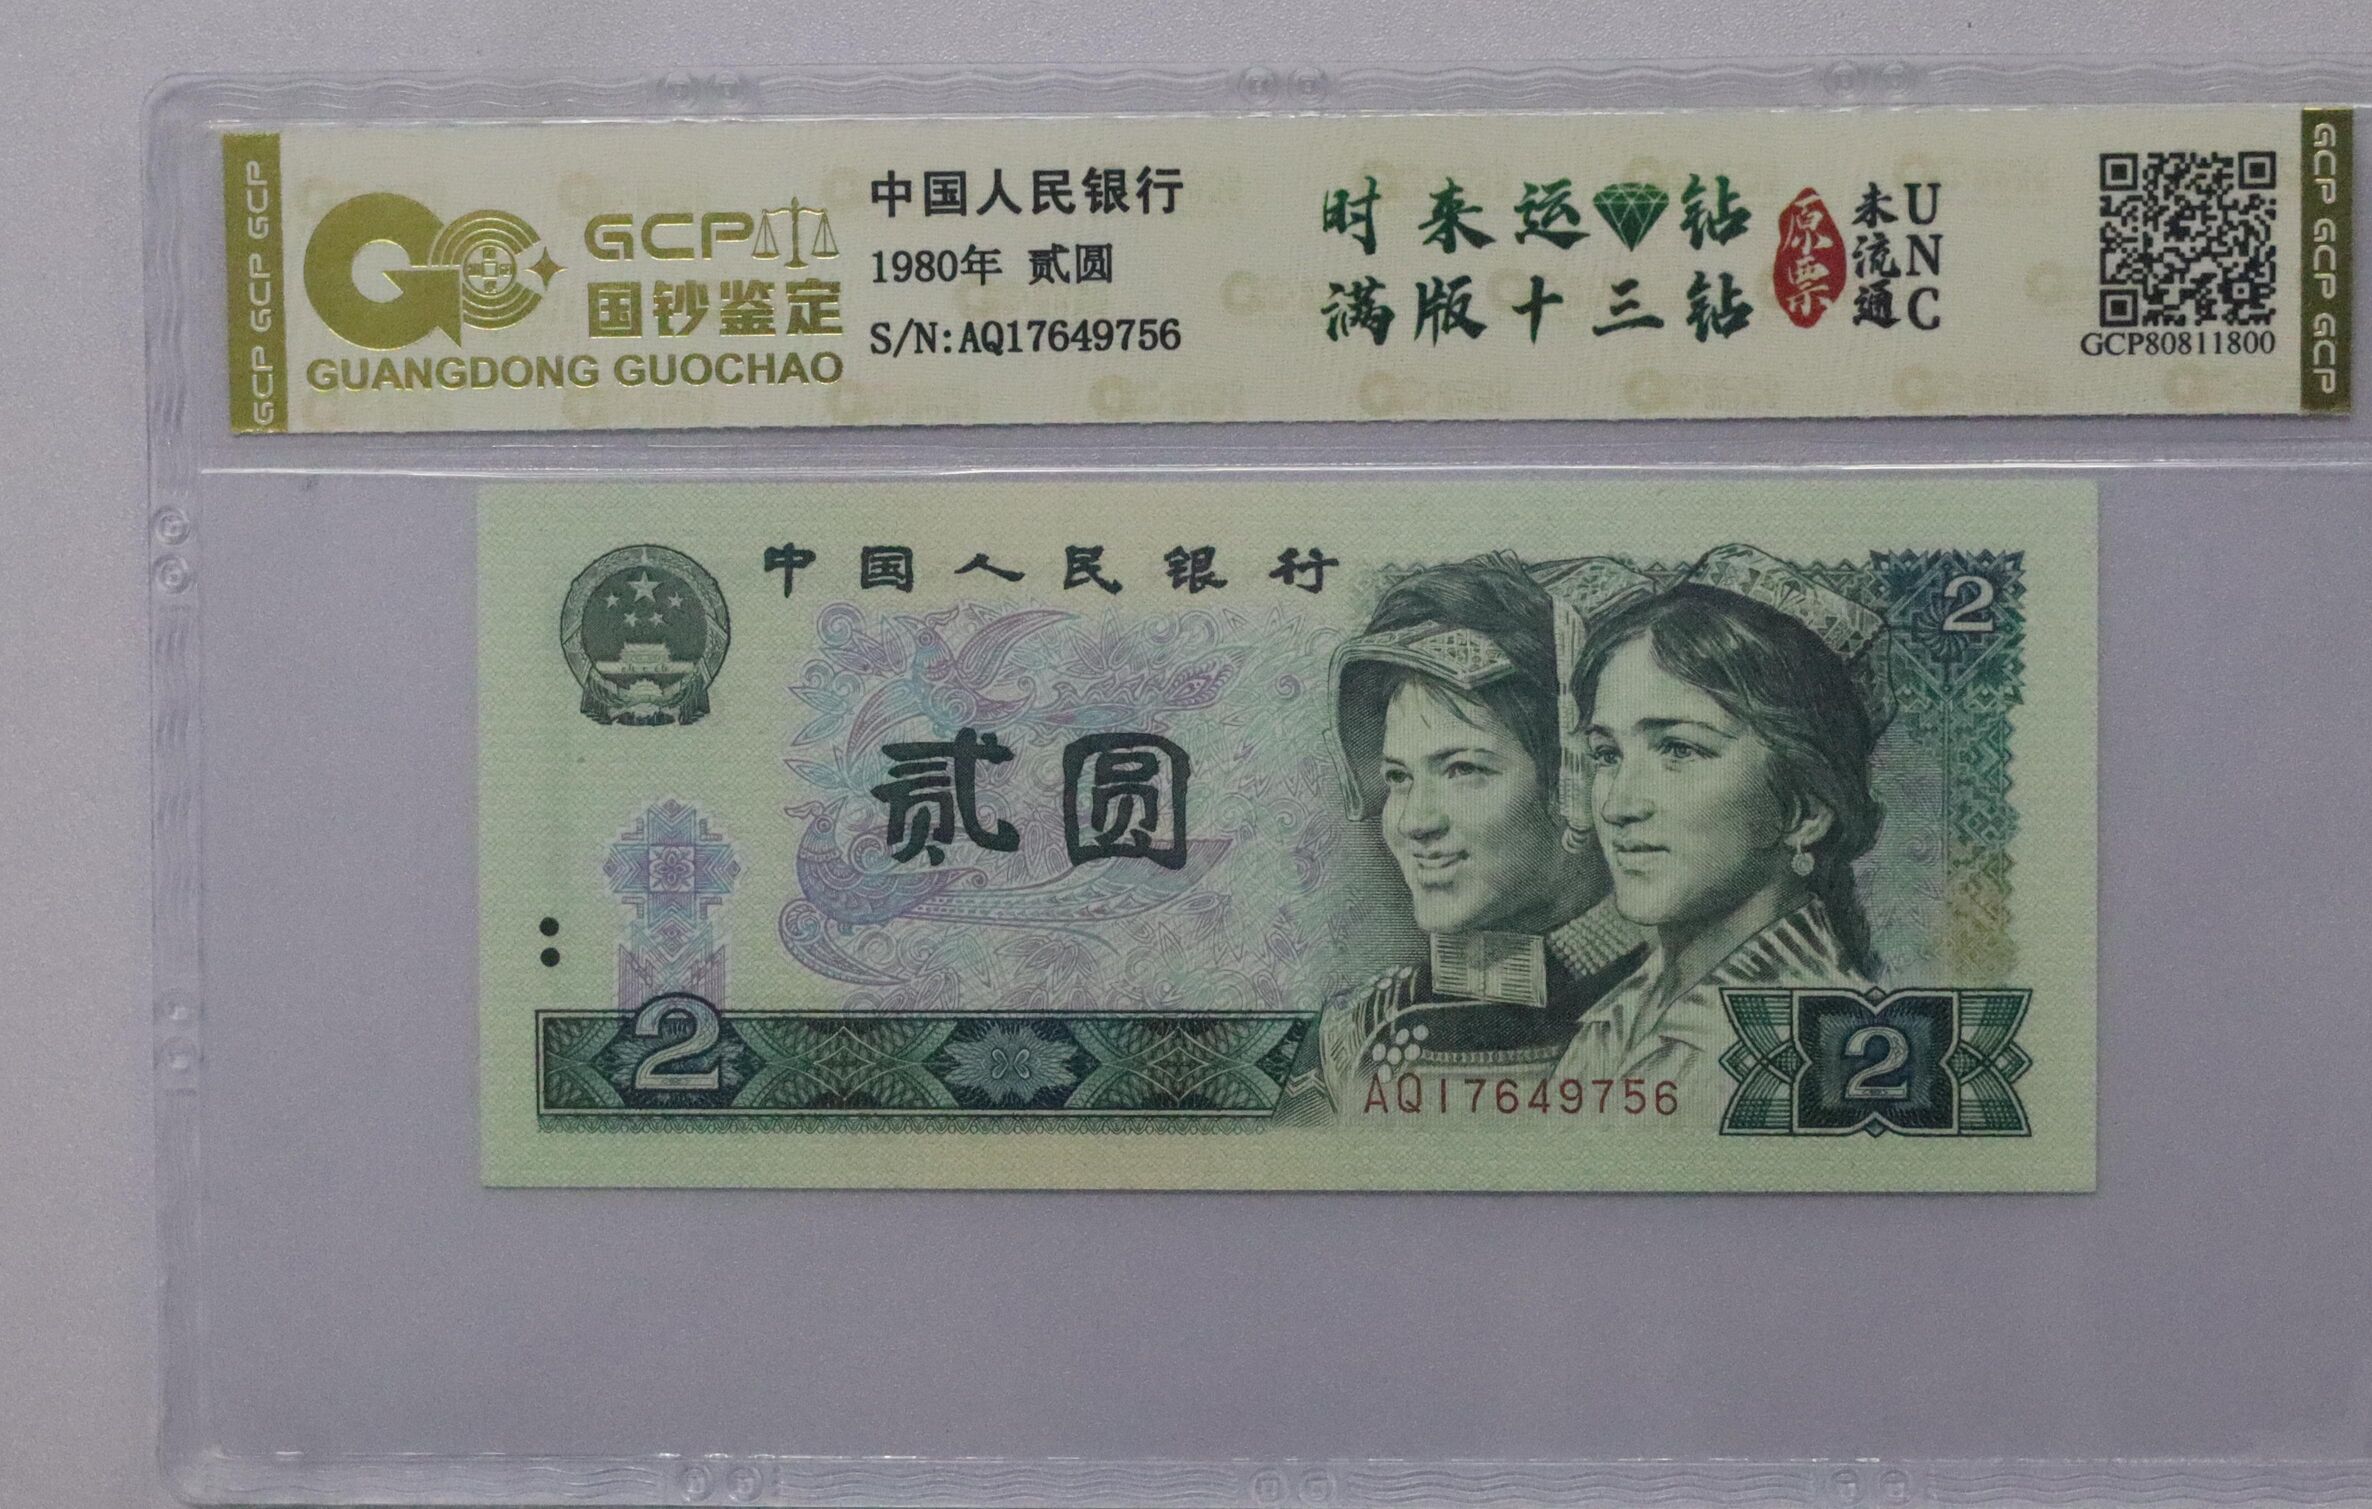 GCP GCP GCP
GCP
国钞鉴定
GUANGDONG GUOCHAO
中国人民银行
1980年 贰圆
S/N:AQ17649756
时来运钻
满版十三钻
原票
未流通
UNC
GCP80811800
GCP GCP GCP
中国人民银行
2
贰圆
2
AQ17649756
2